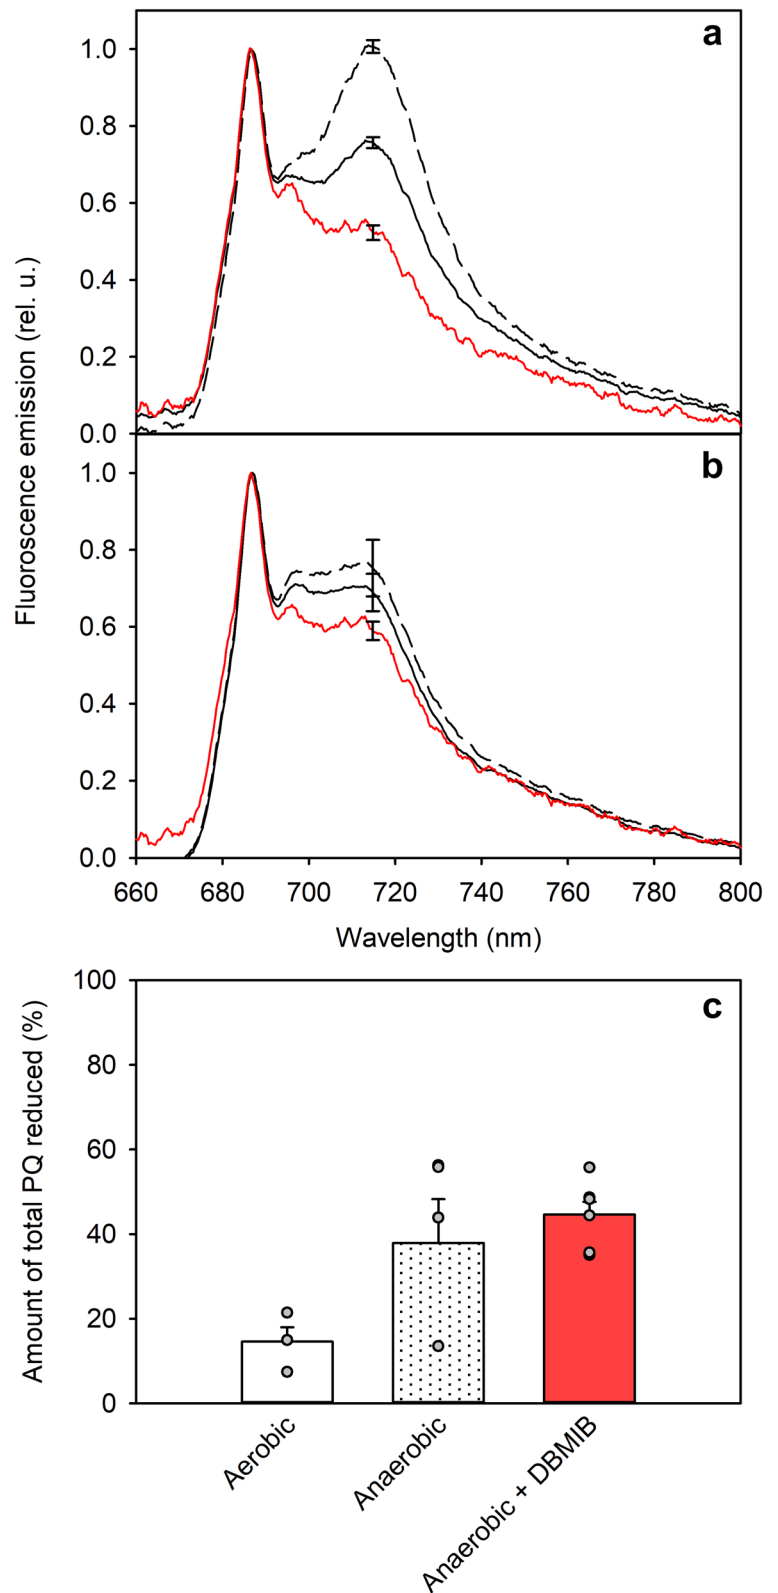 a
1.0
0.8
0.6
0.4
0.2
0.0
Fluoroscence emission (rel. u.)
b
1.0
0.8
0.6
0.4
0.2
0.0
660 680 700 720 740 760 780 800
Wavelength (nm)
c
100
80
60
40
20
0
Amount of total PQ reduced (%)
Aerobic
Anaerobic
Anaerobic + DBMIB